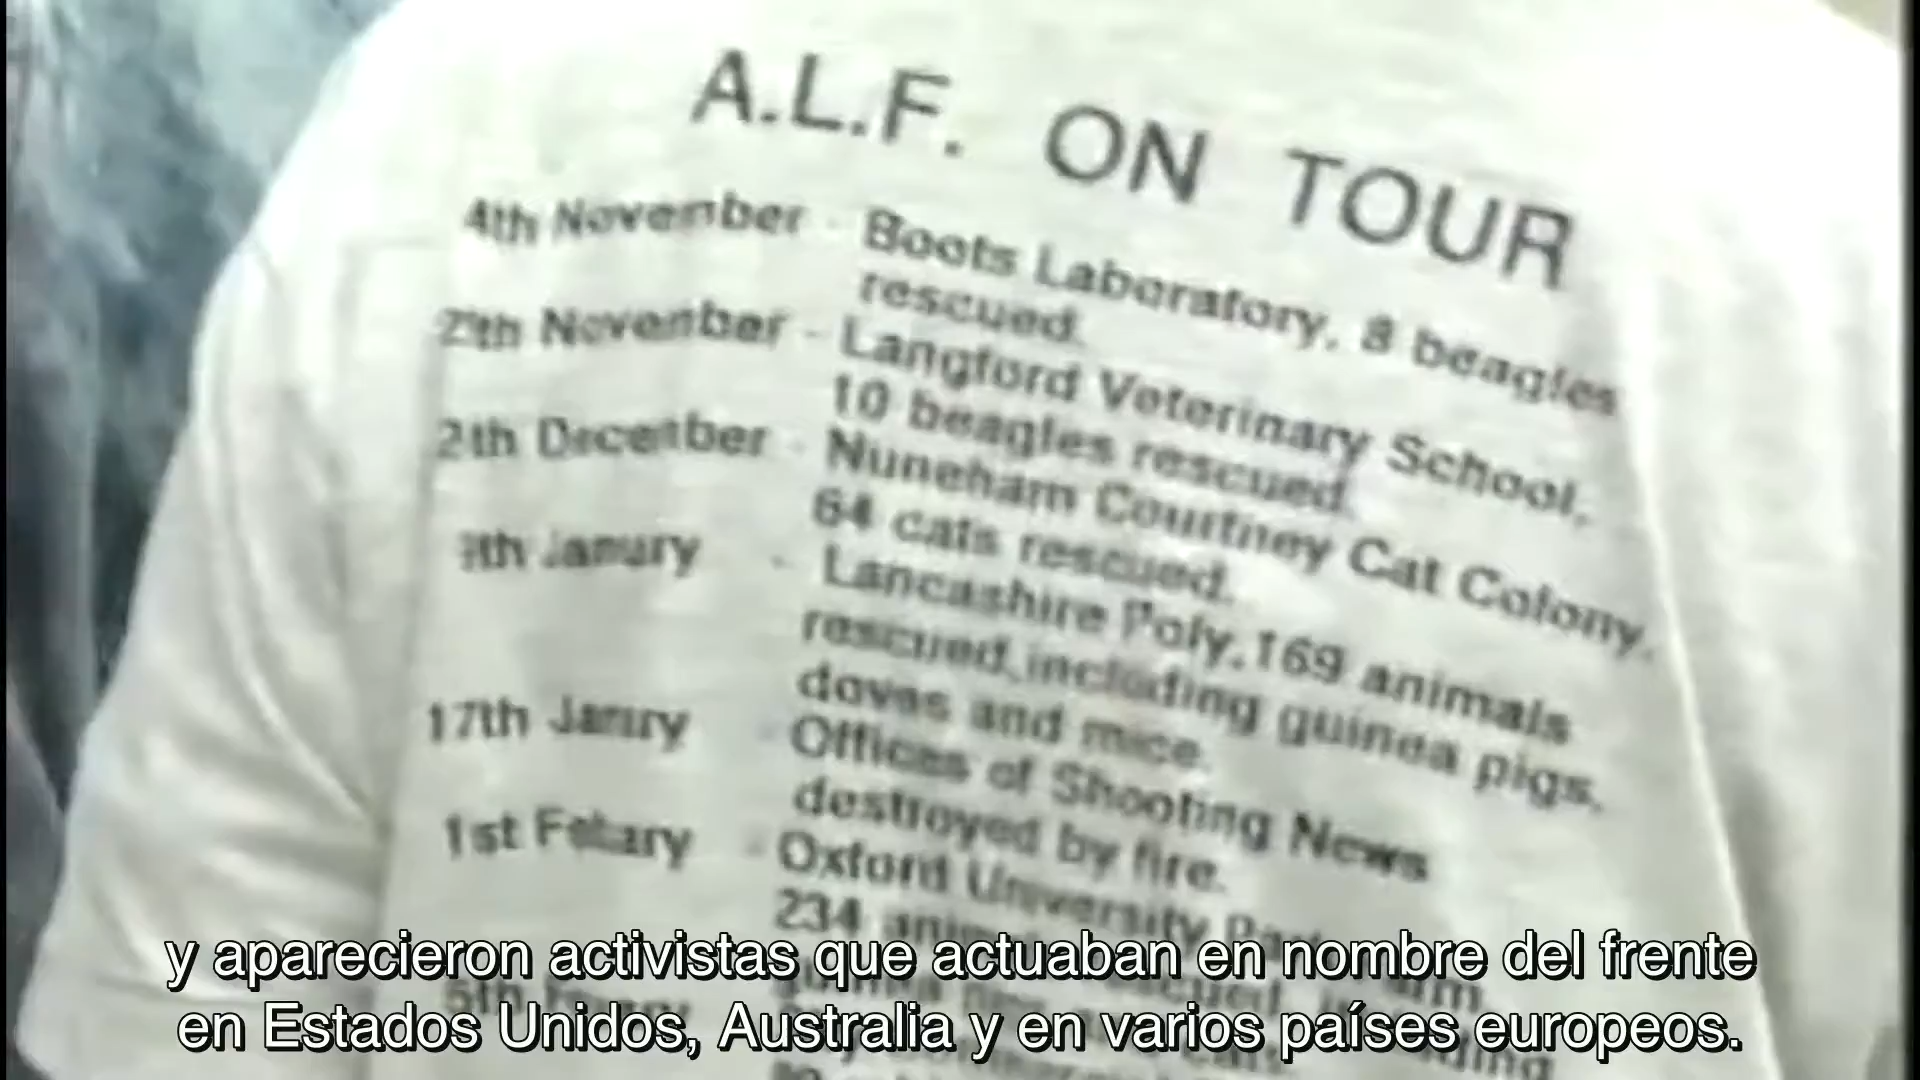 A.L.F. ON TOUR
4th November - Boots Laboratory, 8 beagles
rescued.
November - Langford Veterinary School,
10 beagles rescued.
December - Nuneham Courtney Cat Colony,
64 cats rescued.
Lancashire Poly, 169 animals
rescued, including guinea pigs,
doves and mice.
17th - Offices of Shooting News
destroyed by fire.
1st - Oxford University
234
y aparecieron activistas que actuaban en nombre del frente
en Estados Unidos, Australia y en varios países europeos.